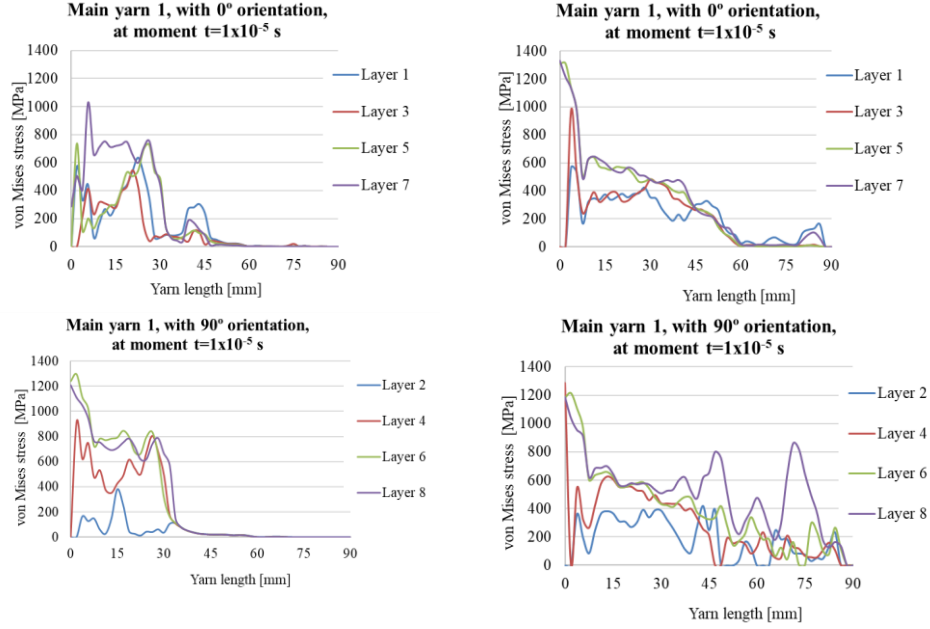 Main yarn 1, with 0º orientation,
at moment t=1x10-5 s
von Mises stress [MPa]
1400
1200
1000
800
600
400
200
0
0 15 30 45 60 75 90
Yarn length [mm]
Layer 1
Layer 3
Layer 5
Layer 7
Main yarn 1, with 0º orientation,
at moment t=1x10-5 s
von Mises stress [MPa]
1400
1200
1000
800
600
400
200
0
0 15 30 45 60 75 90
Yarn length [mm]
Layer 1
Layer 3
Layer 5
Layer 7
Main yarn 1, with 90º orientation,
at moment t=1x10-5 s
von Mises stress [MPa]
1400
1200
1000
800
600
400
200
0
0 15 30 45 60 75 90
Yarn length [mm]
Layer 2
Layer 4
Layer 6
Layer 8
Main yarn 1, with 90º orientation,
at moment t=1x10-5 s
von Mises stress [MPa]
1400
1200
1000
800
600
400
200
0
0 15 30 45 60 75 90
Yarn length [mm]
Layer 2
Layer 4
Layer 6
Layer 8